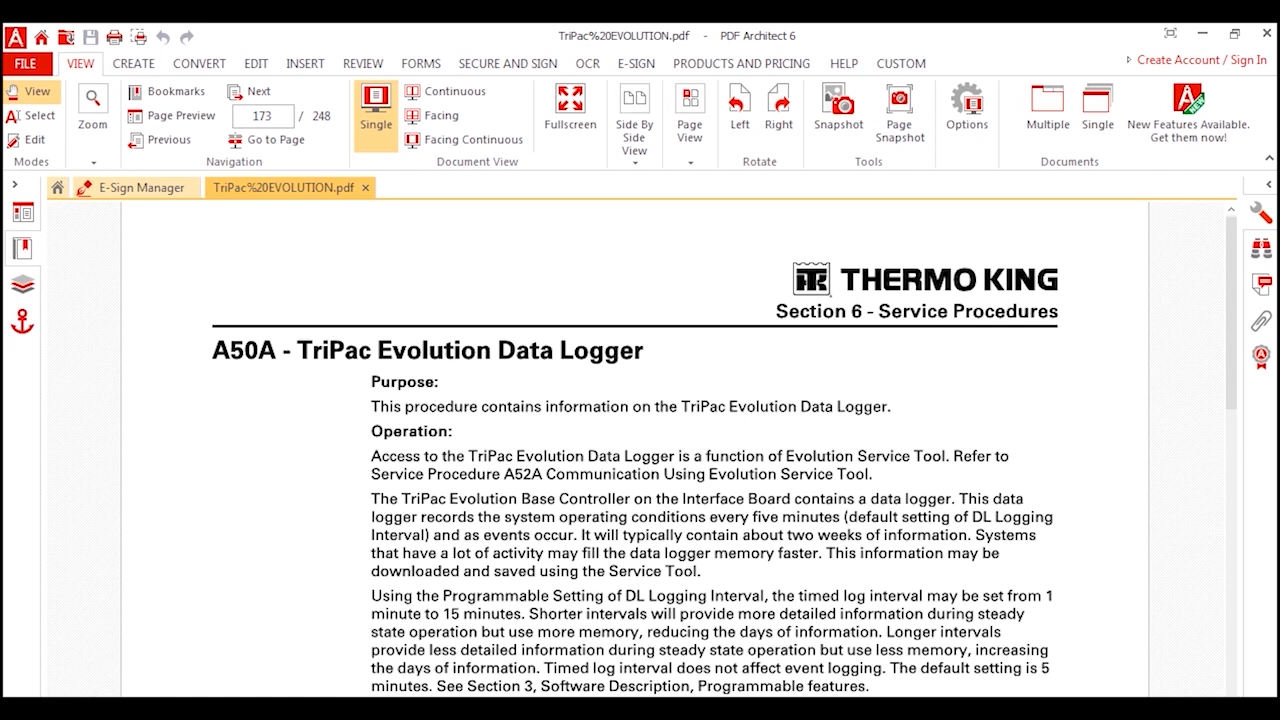 TriPac%20EVOLUTION.pdf - PDF Architect 6
FILE VIEW CREATE CONVERT EDIT INSERT REVIEW FORMS SECURE AND SIGN OCR E-SIGN PRODUCTS AND PRICING HELP CUSTOM
Create Account / Sign In
View
Select
Edit
Modes
Zoom
Bookmarks
Page Preview
Previous
Next
173 / 248
Go to Page
Navigation
Single
Continuous
Facing
Facing Continuous
Document View
Fullscreen
Side By
Side
View
Page
View
Left
Right
Rotate
Snapshot
Page
Snapshot
Tools
Options
Multiple
Single
New Features Available.
Get them now!
Documents
E-Sign Manager
TriPac%20EVOLUTION.pdf
THERMO KING
Section 6 - Service Procedures
A50A - TriPac Evolution Data Logger
Purpose:
This procedure contains information on the TriPac Evolution Data Logger.
Operation:
Access to the TriPac Evolution Data Logger is a function of Evolution Service Tool. Refer to
Service Procedure A52A Communication Using Evolution Service Tool.
The TriPac Evolution Base Controller on the Interface Board contains a data logger. This data
logger records the system operating conditions every five minutes (default setting of DL Logging
Interval) and as events occur. It will typically contain about two weeks of information. Systems
that have a lot of activity may fill the data logger memory faster. This information may be
downloaded and saved using the Service Tool.
Using the Programmable Setting of DL Logging Interval, the timed log interval may be set from 1
minute to 15 minutes. Shorter intervals will provide more detailed information during steady
state operation but use more memory, reducing the days of information. Longer intervals
provide less detailed information during steady state operation but use less memory, increasing
the days of information. Timed log interval does not affect event logging. The default setting is 5
minutes. See Section 3, Software Description, Programmable features.